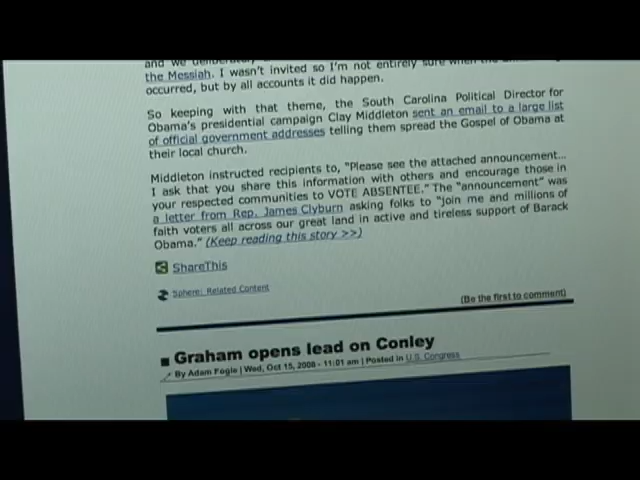 and we deliberately
the Messiah. I wasn't invited so I'm not entirely sure when the
occurred, but by all accounts it did happen.
So keeping with that theme, the South Carolina Political Director for
Obama's presidential campaign Clay Middleton sent an email to a large list
of official government addresses telling them spread the Gospel of Obama at
their local church.
Middleton instructed recipients to, "Please see the attached announcement...
I ask that you share this information with others and encourage those in
your respected communities to VOTE ABSENTEE." The "announcement" was
a letter from Rep. James Clyburn asking folks to "join me and millions of
faith voters all across our great land in active and tireless support of Barack
Obama." (Keep reading this story >>)
ShareThis
Sphere: Related Content
(Be the first to comment)
Graham opens lead on Conley
By Adam Fogle | Wed, Oct 15, 2008 - 11:01 am | Posted in U.S. Congress